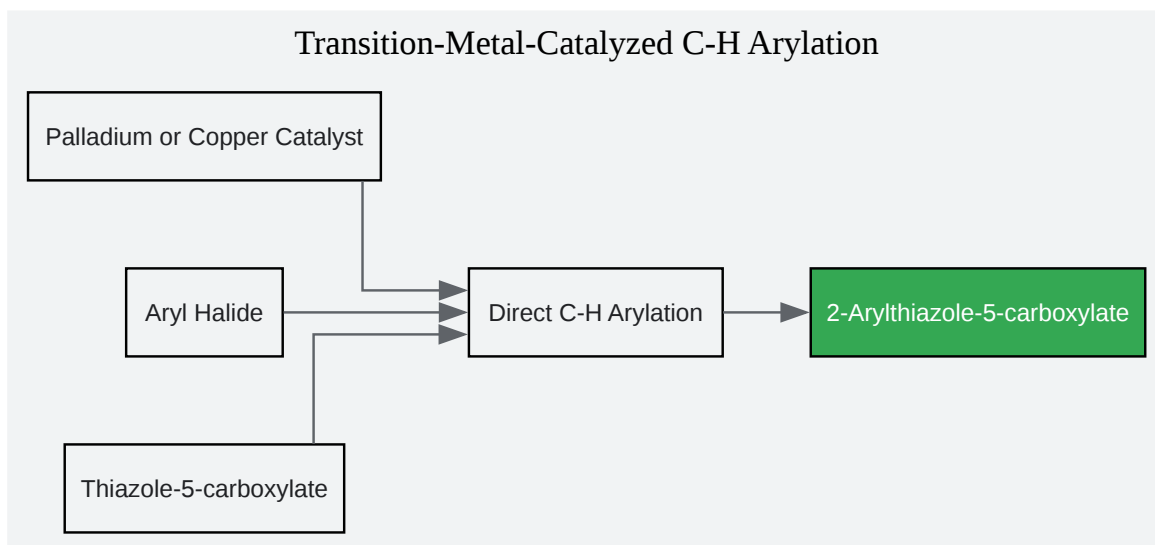 Transition-Metal-Catalyzed C-H Arylation
Palladium or Copper Catalyst
Aryl Halide
Direct C-H Arylation
2-Arylthiazole-5-carboxylate
Thiazole-5-carboxylate